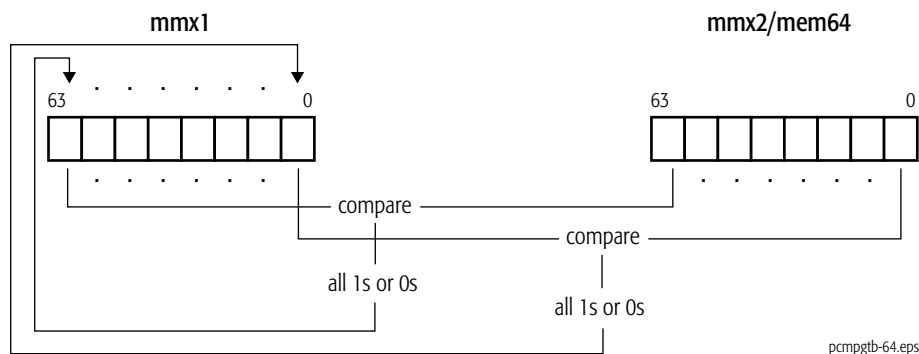 mmx1 mmx2/mem64
. . . . . .
63 0 63 0
. . . . . . . . . . . .
compare
compare
all 1s or 0s
all 1s or 0s
pcmpgtb-64.eps